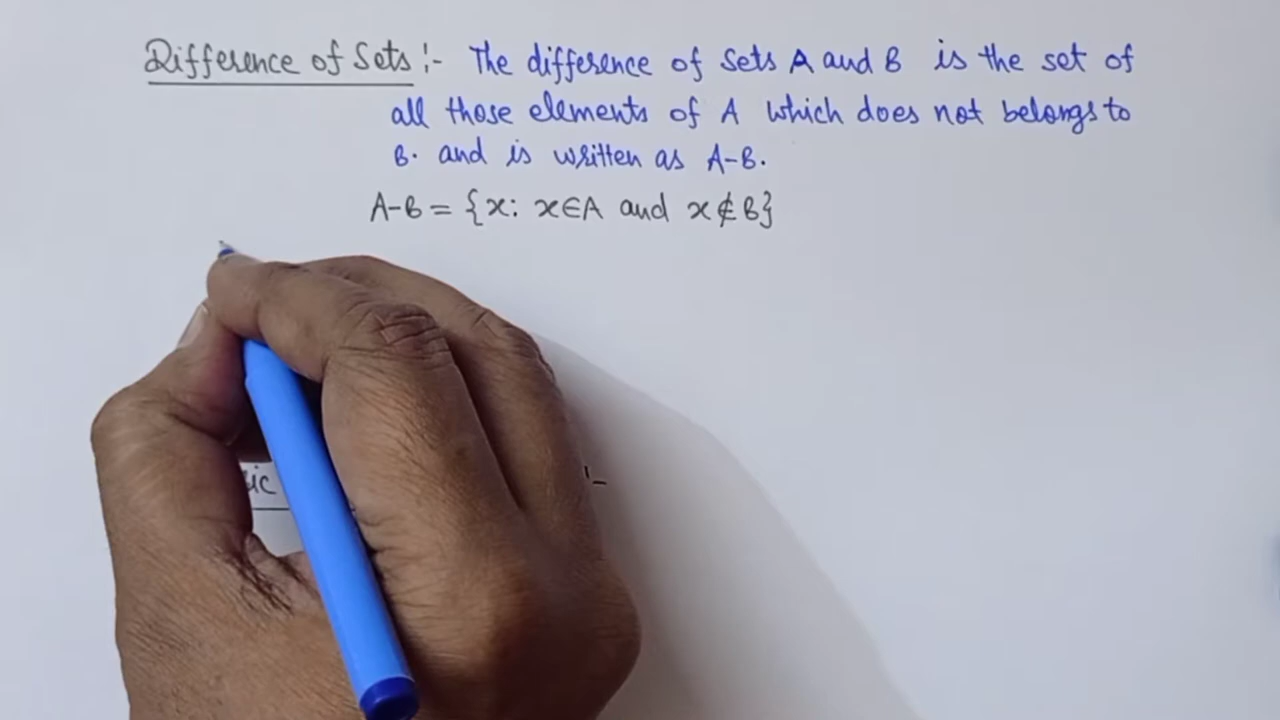 Difference of Sets :- The difference of sets A and B is the set of
all those elements of A which does not belongs to
B. and is written as A-B.
A-B = {x: x∈A and x∉B}